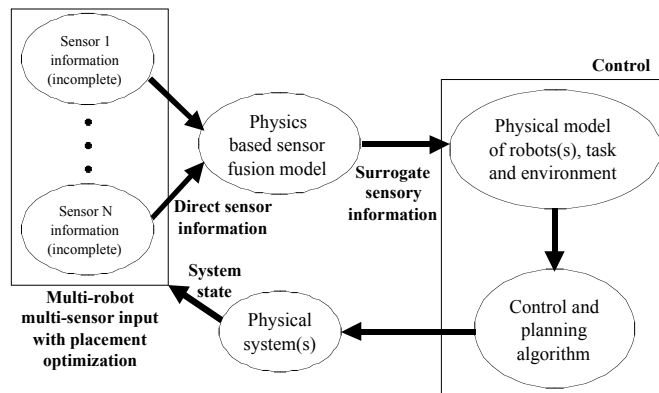 Sensor 1
information
(incomplete)
Sensor N
information
(incomplete)
Multi-robot
multi-sensor input
with placement
optimization
Physics
based sensor
fusion model
Direct sensor
information
Surrogate
sensory
information
Control
Physical model
of robots(s), task
and environment
Control and
planning
algorithm
Physical
system(s)
System
state